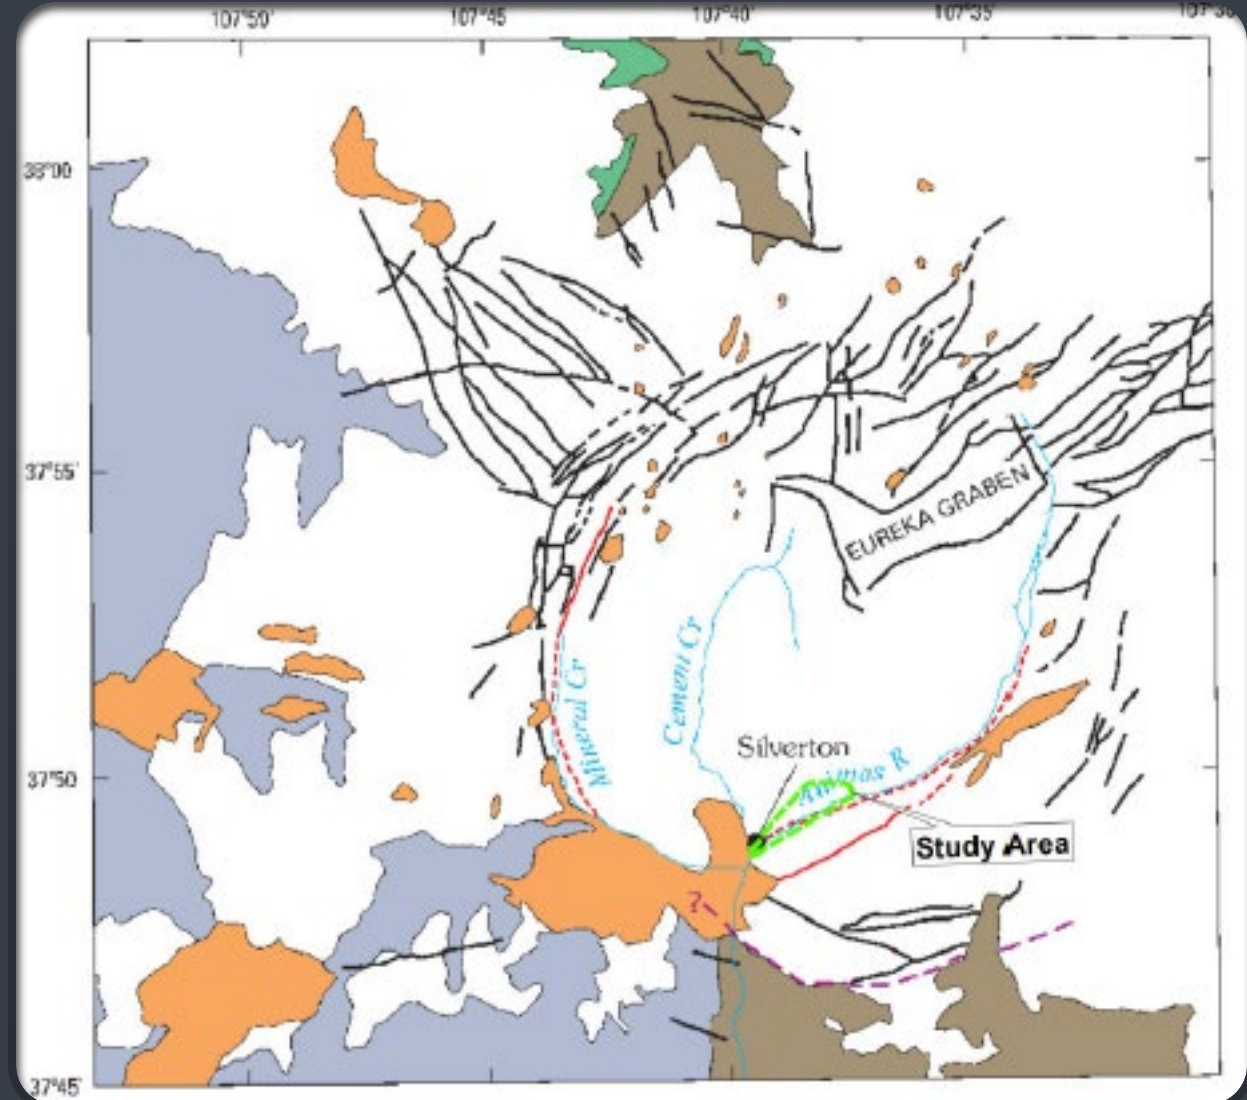 107°50'
107°45'
107°40'
107°35'
38°00
37°55'
EUREKA GRABEN
Mineral Cr
Cement Cr
Silverton
Animas R
37°50
Study Area
?
37°45'